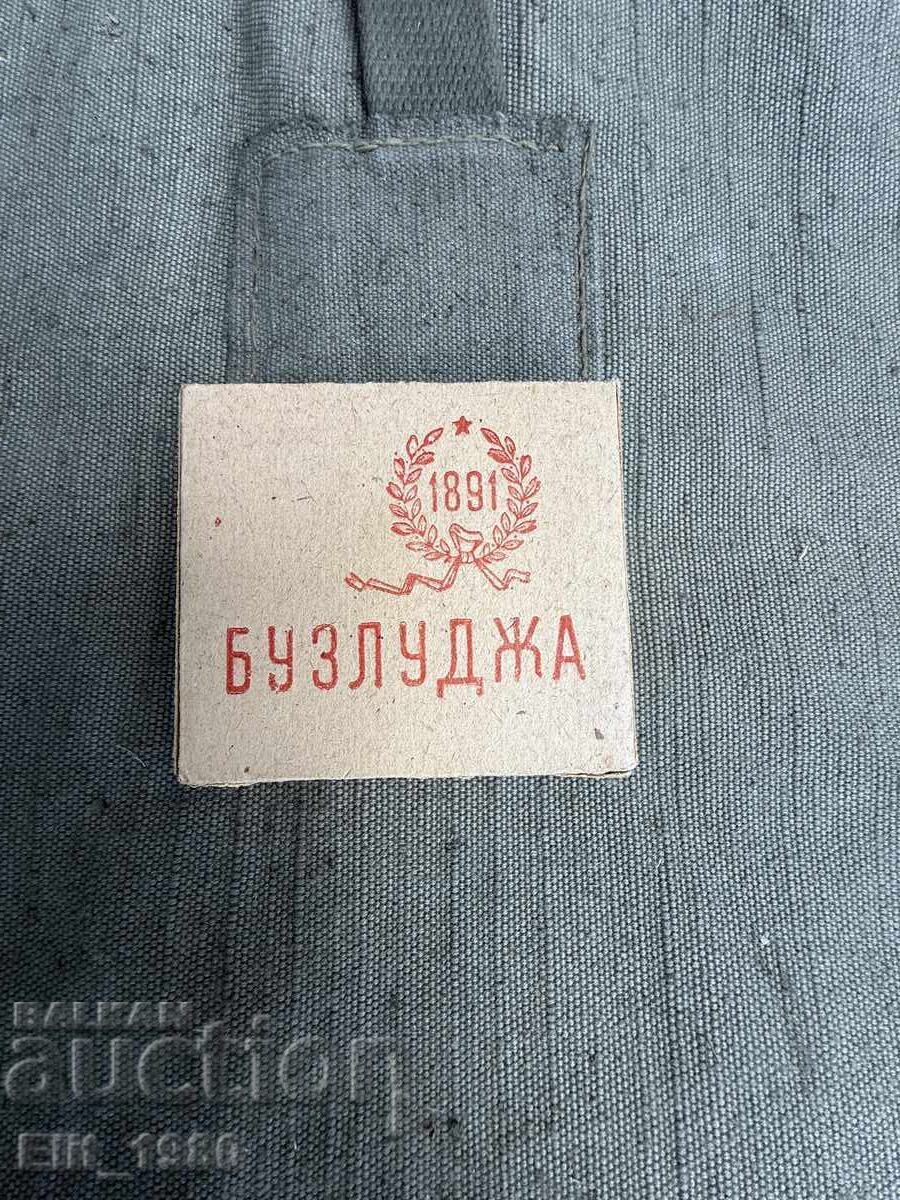 1891
БУЗЛУДЖА
BALKAN
auction
EIK_1980